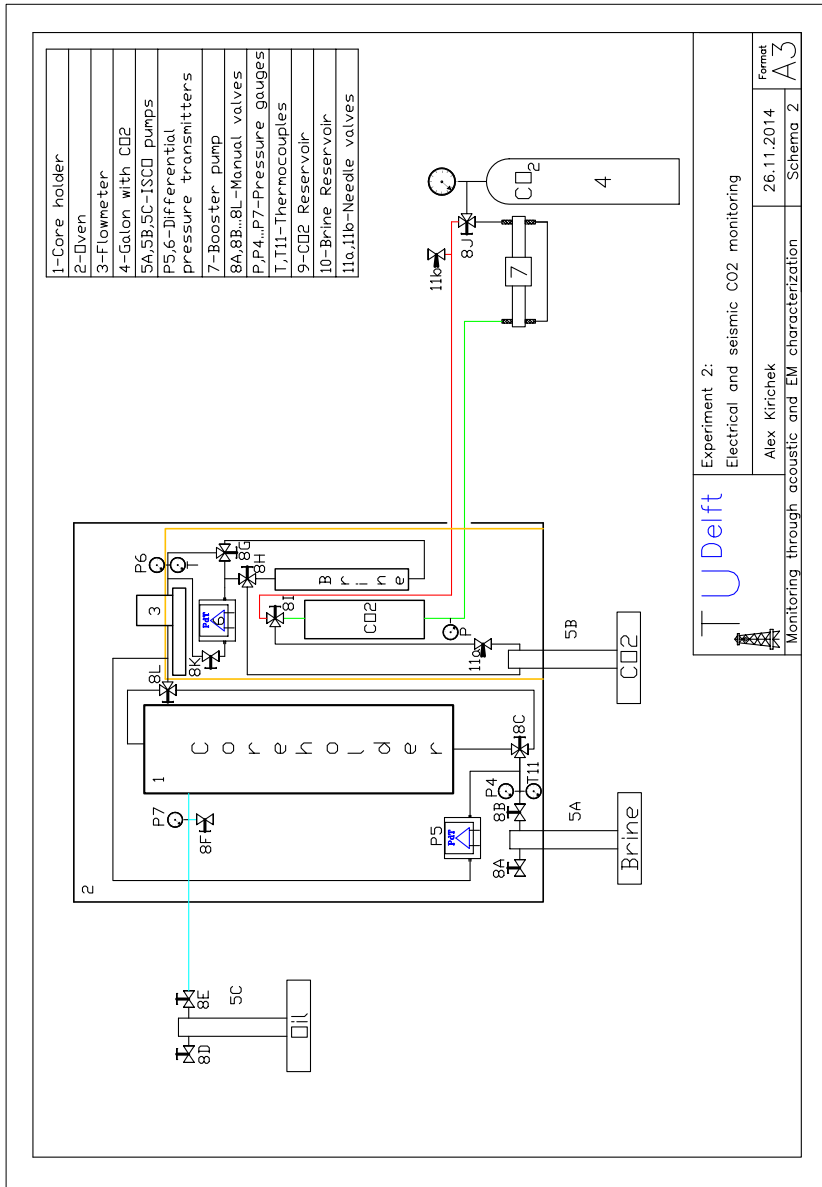 1-Core holder
2-Oven
3-Flowmeter
4-Galon with CO2
5A,5B,5C-ISCO pumps
P5,6-Differential
pressure transmitters
7-Booster pump
8A,8B...8L-Manual valves
P,P4...P7-Pressure gauges
T,T11-Thermocouples
9-CO2 Reservoir
10-Brine Reservoir
11a,11b-Needle valves
2
P7
8F
1
Coreholder
8L
3
P6
T
8K
PdT
6
8G
8H
Brine
8I
CO2
P
11a
5B
CO2
8C
P4
T11
8B
P5
PdT
8A
5A
Brine
8E
5C
8D
Oil
11b
8J
CO2
4
7
TU Delft
Experiment 2:
Electrical and seismic CO2 monitoring
Alex Kirichek
26.11.2014
Format
A3
Monitoring through acoustic and EM characterization
Schema 2